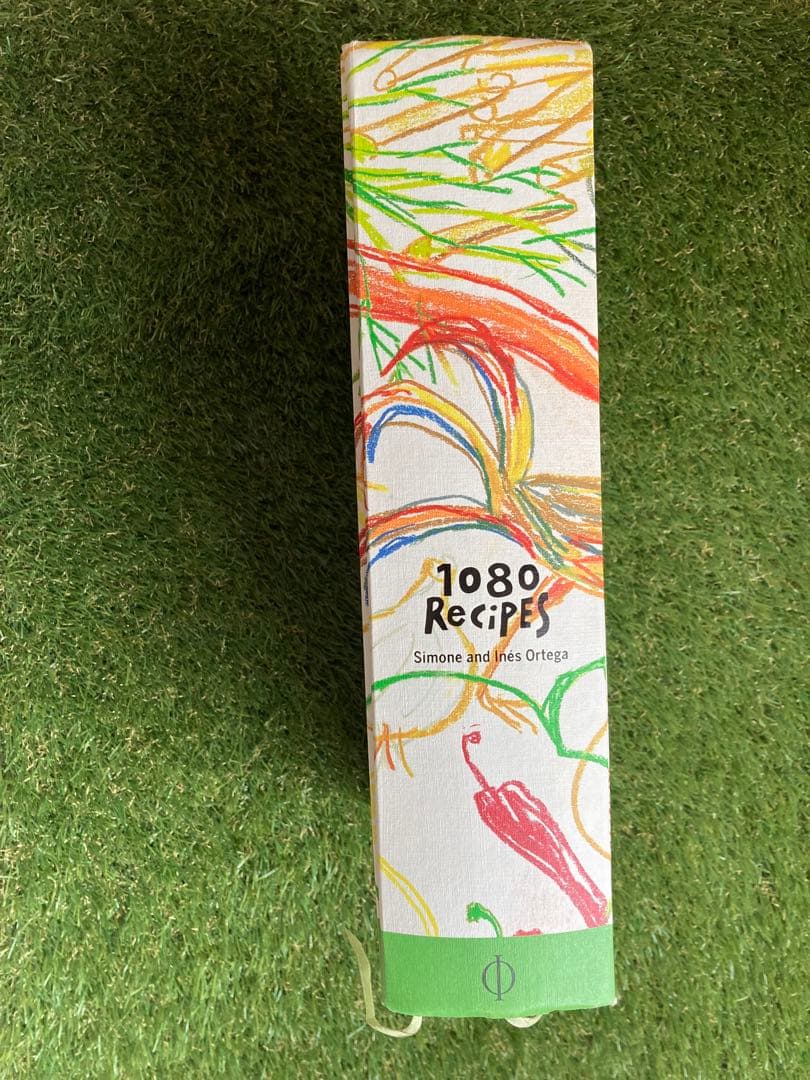 1080
RecipES
Simone and Inés Ortega